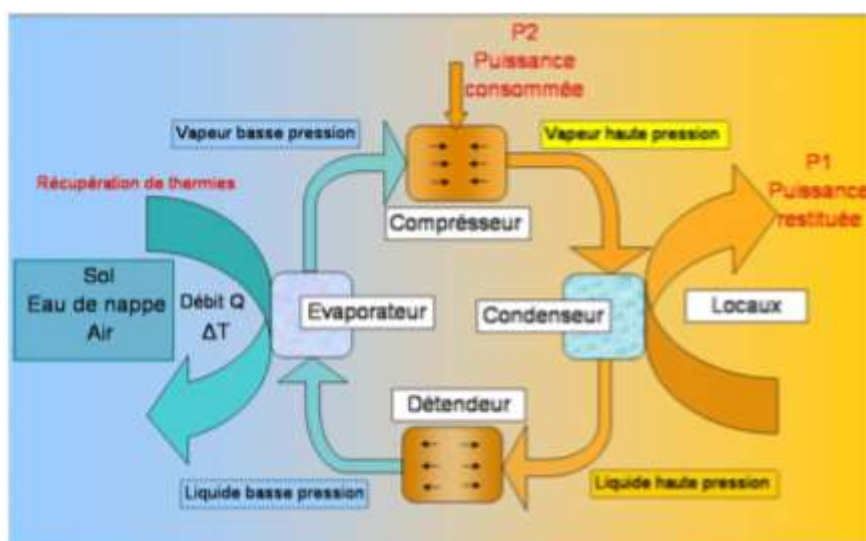 P2
Puissance
consommée
Vapeur basse pression
Vapeur haute pression
Récupération de thermies
P1
Puissance
restituée
Comprésseur
Sol
Eau de nappe
Air
Débit Q
ΔT
Evaporateur
Condenseur
Locaux
Détendeur
Liquide basse pression
Liquide haute pression